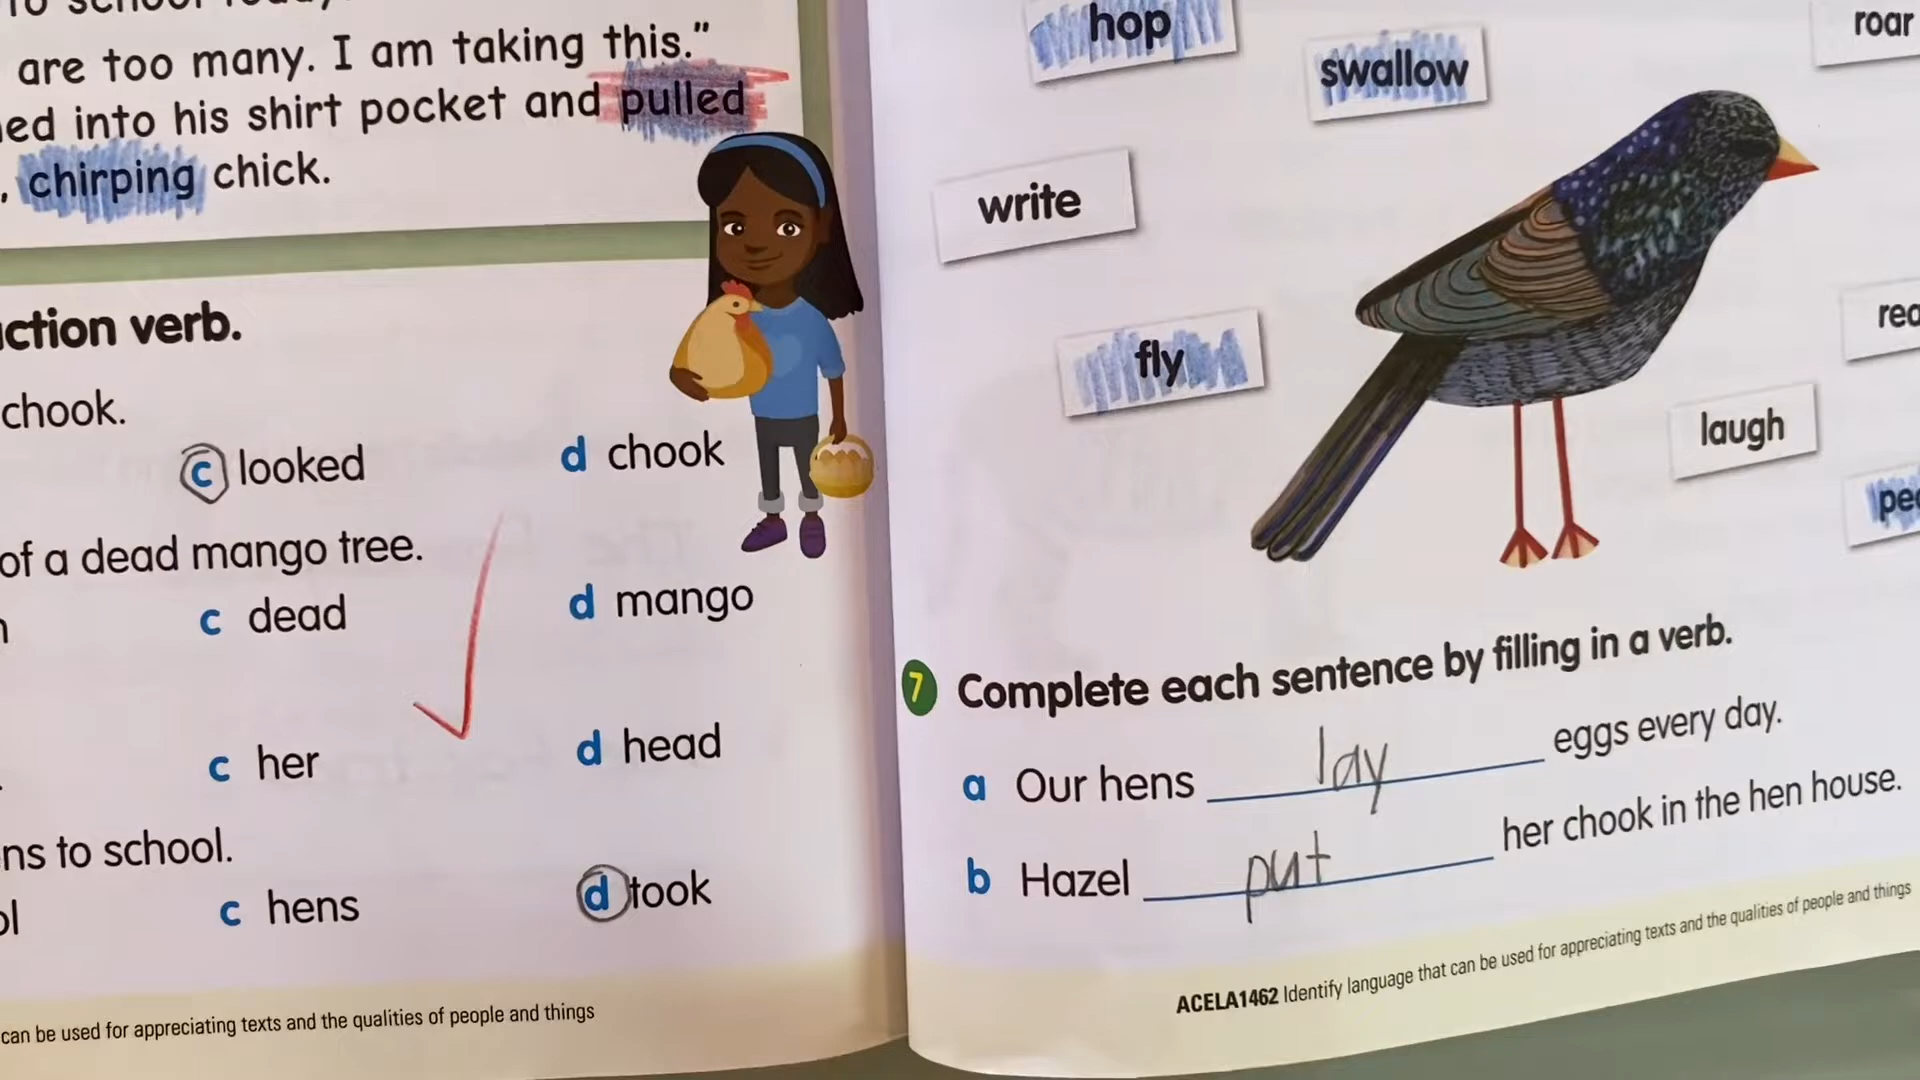 to school today.
are too many. I am taking this."
into his shirt pocket and pulled
, chirping chick.
action verb.
chook.
c looked d chook
of a dead mango tree.
c dead d mango
c her d head
to school.
c hens d took
can be used for appreciating texts and the qualities of people and things
hop
swallow
roar
write
fly
laugh
7 Complete each sentence by filling in a verb.
a Our hens lay eggs every day.
b Hazel put her chook in the hen house.
ACELA1462 Identify language that can be used for appreciating texts and the qualities of people and things